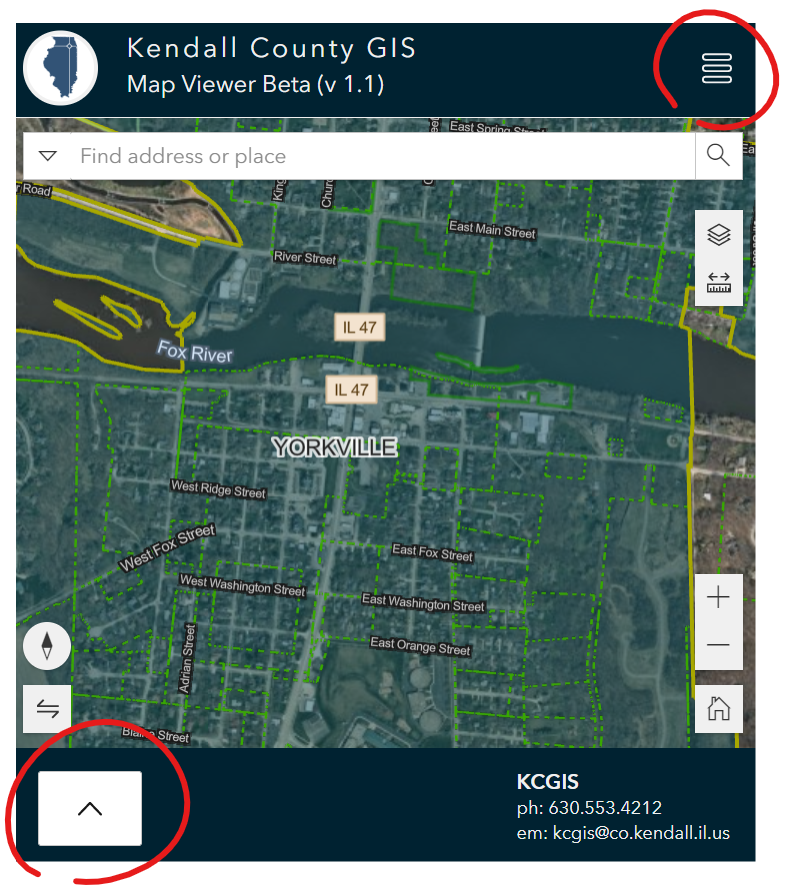 Kendall County GIS
Map Viewer Beta (v 1.1)
East Spring Street
Find address or place
East Main Street
River Street
IL 47
Fox River
IL 47
YORKVILLE
West Ridge Street
West Fox Street
East Fox Street
West Washington Street
East Washington Street
East Orange Street
Adrian Street
Blaine Street
KCGIS
ph: 630.553.4212
em: kcgis@co.kendall.il.us